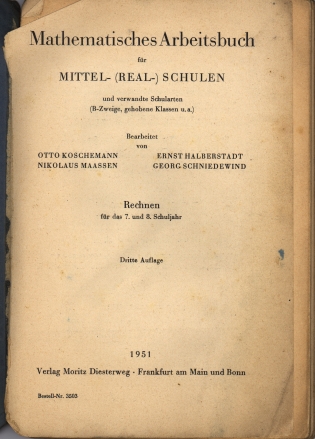 Mathematisches Arbeitsbuch
für
MITTEL- (REAL-) SCHULEN
und verwandte Schularten
(B-Zweige, gehobene Klassen u. a.)
Bearbeitet
von
OTTO KOSCHEMANN ERNST HALBERSTADT
NIKOLAUS MAASSEN GEORG SCHNIEDEWIND
Rechnen
für das 7. und 8. Schuljahr
Dritte Auflage
1951
Verlag Moritz Diesterweg · Frankfurt am Main und Bonn
Bestell-Nr. 3503